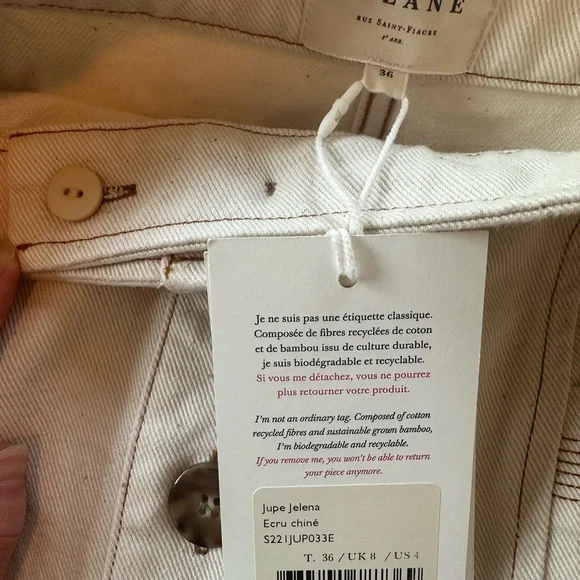 RUE SAINT-FIACRE
2ᵉ ARR.
36
Je ne suis pas une étiquette classique.
Composée de fibres recyclées de coton
et de bambou issu de culture durable,
je suis biodégradable et recyclable.
Si vous me détachez, vous ne pourrez
plus retourner votre produit.
I'm not an ordinary tag. Composed of cotton
recycled fibres and sustainable grown bamboo,
I'm biodegradable and recyclable.
If you remove me, you won't be able to return
your piece anymore.
Jupe Jelena
Ecru chiné
S221JUP033E
T. 36 / UK 8 / US 4